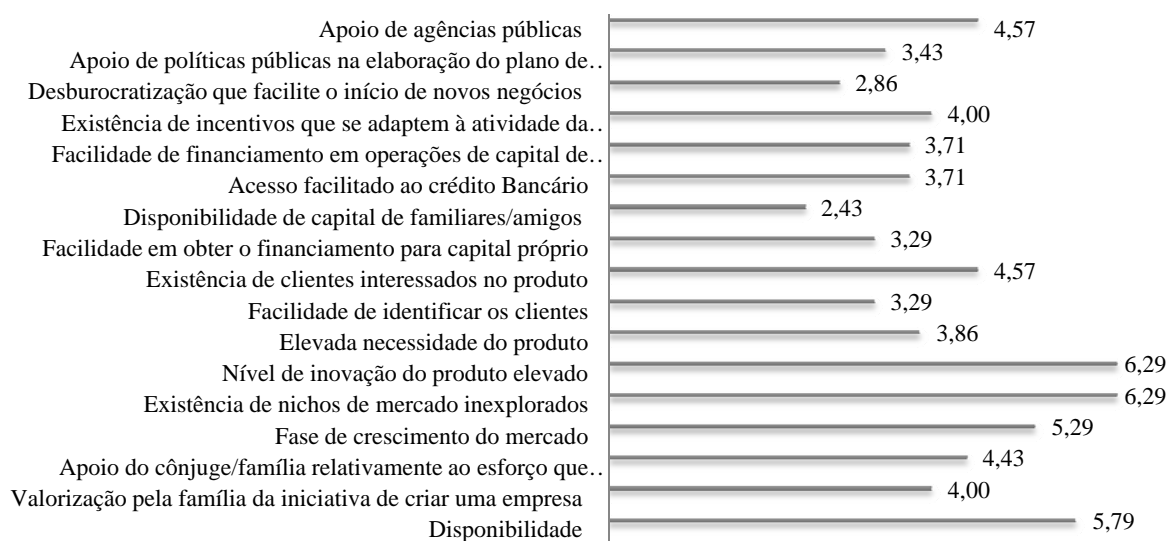 Apoio de agências públicas 4,57
Apoio de políticas públicas na elaboração do plano de.. 3,43
Desburocratização que facilite o início de novos negócios 2,86
Existência de incentivos que se adaptem à atividade da.. 4,00
Facilidade de financiamento em operações de capital de.. 3,71
Acesso facilitado ao crédito Bancário 3,71
Disponibilidade de capital de familiares/amigos 2,43
Facilidade em obter o financiamento para capital próprio 3,29
Existência de clientes interessados no produto 4,57
Facilidade de identificar os clientes 3,29
Elevada necessidade do produto 3,86
Nível de inovação do produto elevado 6,29
Existência de nichos de mercado inexplorados 6,29
Fase de crescimento do mercado 5,29
Apoio do cônjuge/família relativamente ao esforço que.. 4,43
Valorização pela família da iniciativa de criar uma empresa 4,00
Disponibilidade 5,79